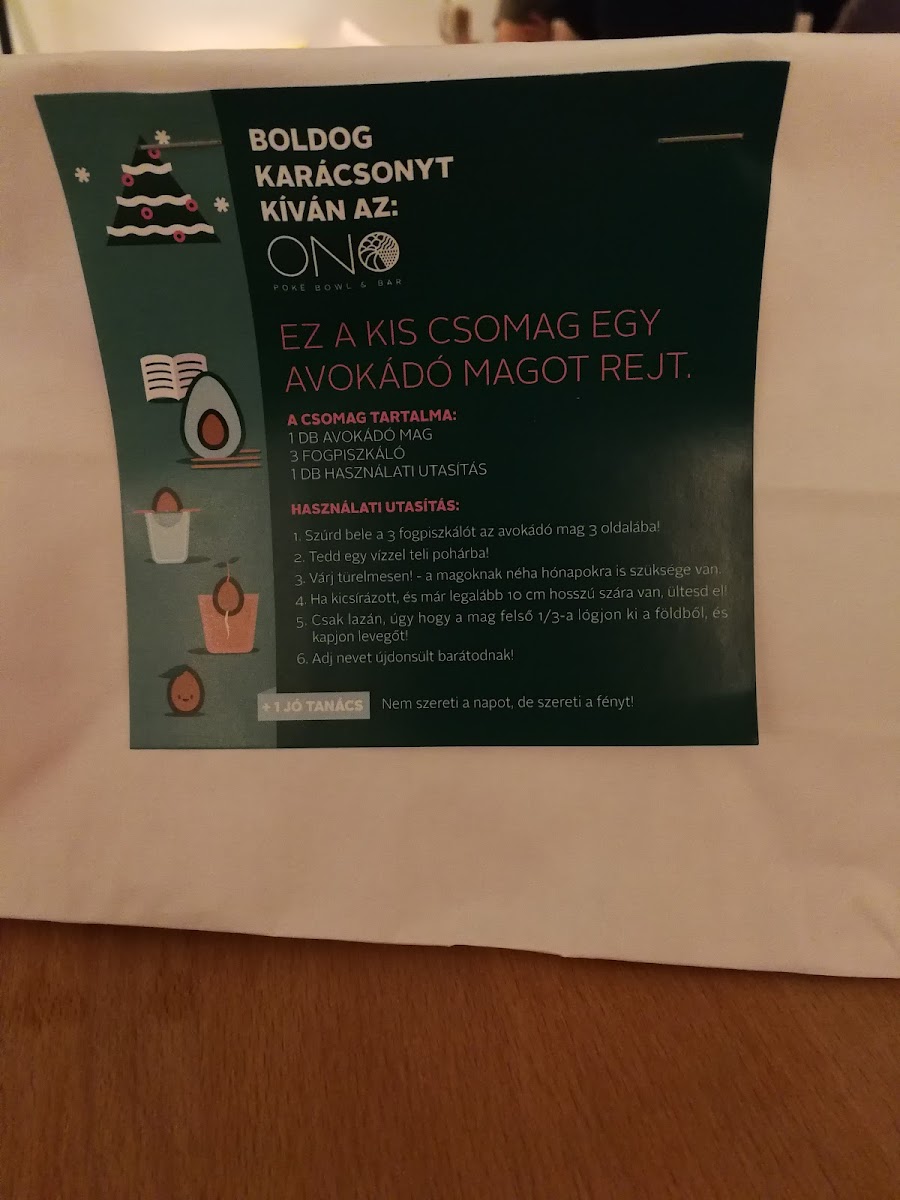 BOLDOG
KARÁCSONYT
KÍVÁN AZ:
ONO
POKE BOWL & BAR
EZ A KIS CSOMAG EGY
AVOKÁDÓ MAGOT REJT.
A CSOMAG TARTALMA:
1 DB AVOKÁDÓ MAG
3 FOGPISZKÁLÓ
1 DB HASZNÁLATI UTASÍTÁS
HASZNÁLATI UTASÍTÁS:
1. Szúrd bele a 3 fogpiszkálót az avokádó mag 3 oldalába!
2. Tedd egy vízzel teli pohárba!
3. Várj türelmesen! - a magoknak néha hónapokra is szüksége van.
4. Ha kicsírázott, és már legalább 10 cm hosszú szára van, ültesd el!
5. Csak lazán, úgy hogy a mag felső 1/3-a lógjon ki a földből, és
kapjon levegőt!
6. Adj nevet újdonsült barátodnak!
+ 1 JÓ TANÁCS Nem szereti a napot, de szereti a fényt!